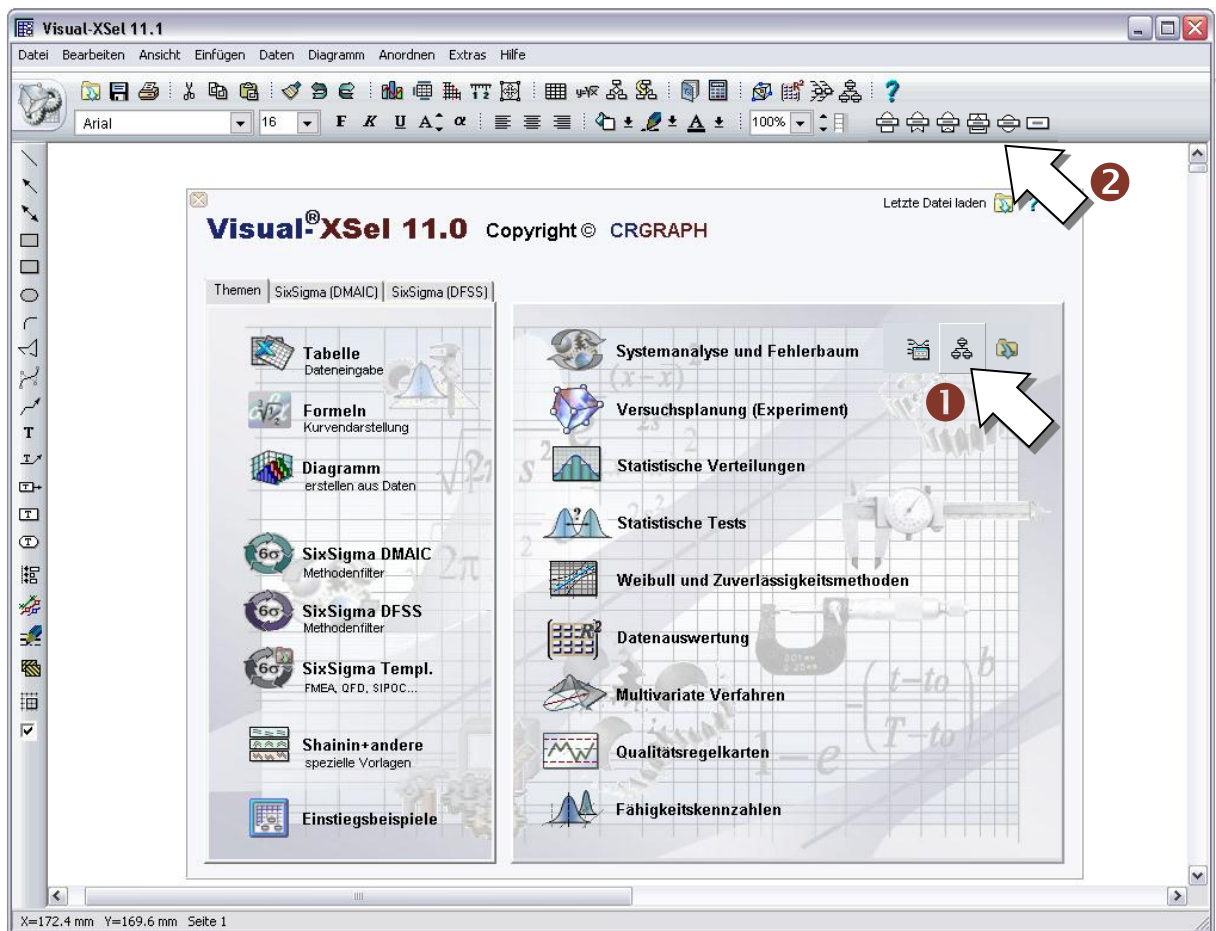 Visual-XSel 11.1
Datei Bearbeiten Ansicht Einfügen Daten Diagramm Anordnen Extras Hilfe
Arial 16 F K U A α A 100%
Letzte Datei laden
Visual-®XSel 11.0 Copyright © CRGRAPH
Themen SixSigma (DMAIC) SixSigma (DFSS)
Tabelle
Dateneingabe
Formeln
Kurvendarstellung
Diagramm
erstellen aus Daten
SixSigma DMAIC
Methodenfilter
SixSigma DFSS
Methodenfilter
SixSigma Templ.
FMEA, QFD, SIPOC...
Shainin+andere
spezielle Vorlagen
Einstiegsbeispiele
Systemanalyse und Fehlerbaum
Versuchsplanung (Experiment)
Statistische Verteilungen
Statistische Tests
Weibull und Zuverlässigkeitsmethoden
Datenauswertung
Multivariate Verfahren
Qualitätsregelkarten
Fähigkeitskennzahlen
1
2
X=172.4 mm Y=169.6 mm Seite 1